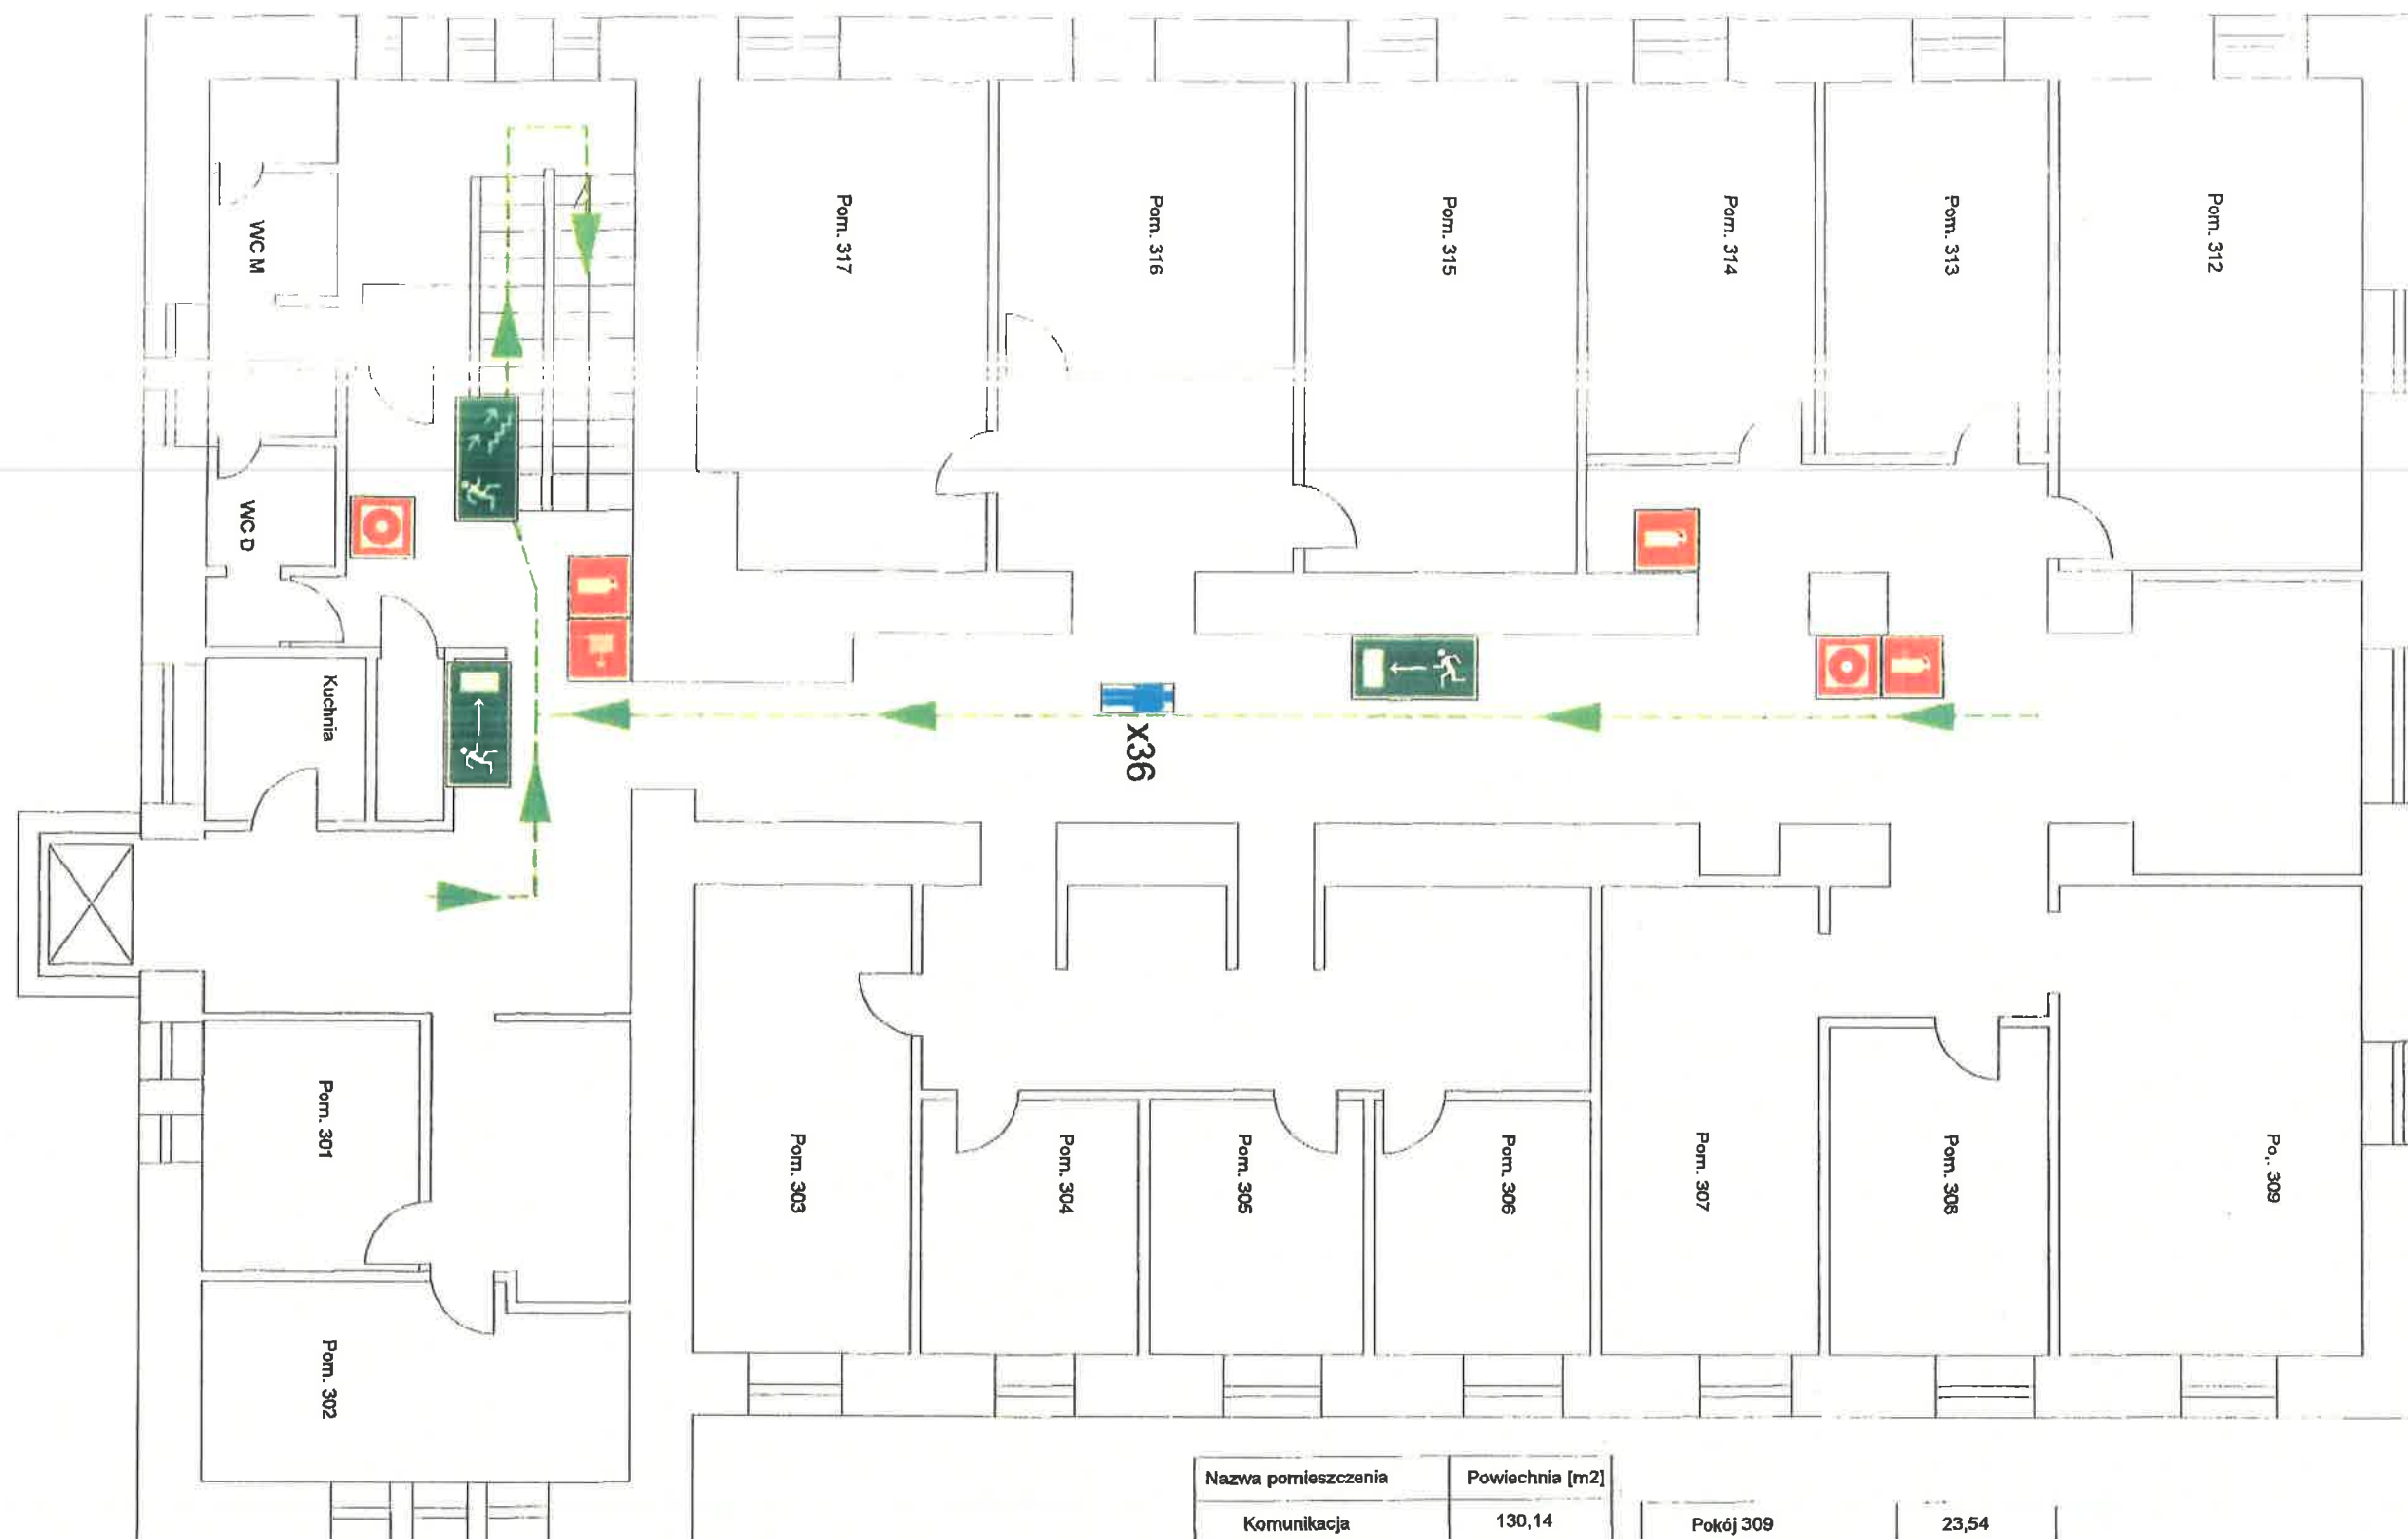 Pom. 317
Pom. 316
Pom. 315
Pom. 314
Pom. 313
Pom. 312
WC M
WC D
Kuchnia
x36
Pom. 301
Pom. 302
Pom. 303
Pom. 304
Pom. 305
Pom. 306
Pom. 307
Pom. 308
Po,. 309
Nazwa pomieszczenia Powiechnia [m2]
Komunikacja 130,14
Pokój 309 23,54